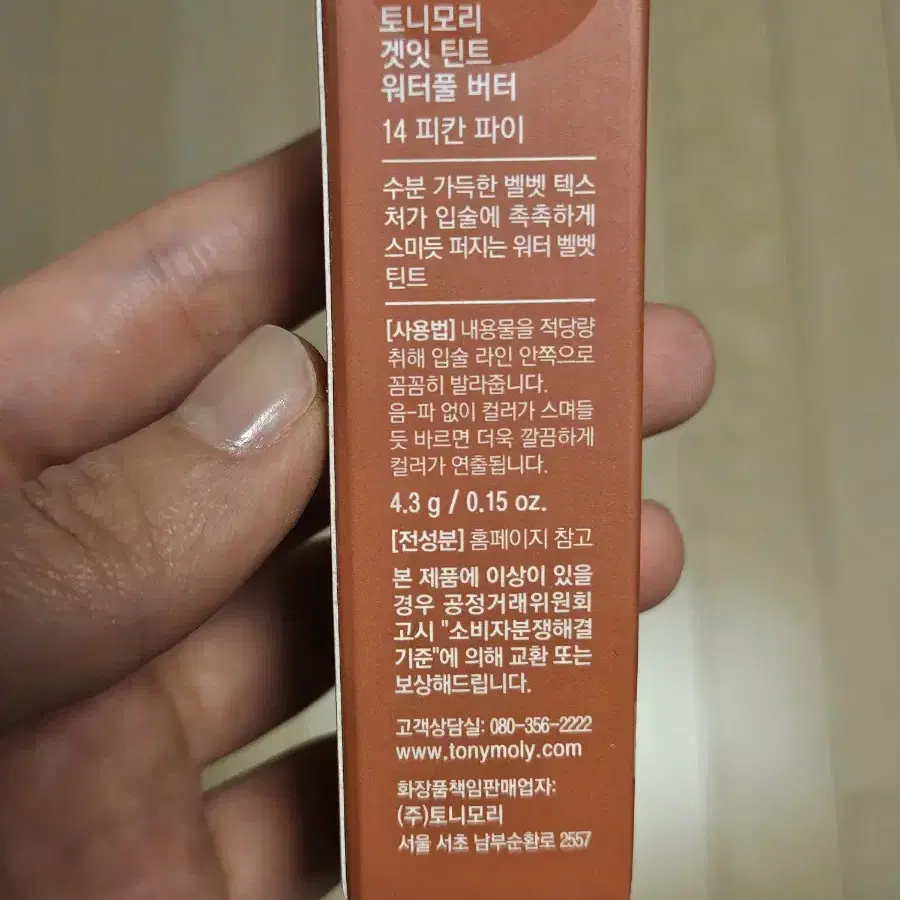 토니모리
겟잇 틴트
워터풀 버터
14 피칸 파이
수분 가득한 벨벳 텍스
처가 입술에 촉촉하게
스미듯 퍼지는 워터 벨벳
틴트
[사용법] 내용물을 적당량
취해 입술 라인 안쪽으로
꼼꼼히 발라줍니다.
음-파 없이 컬러가 스며들
듯 바르면 더욱 깔끔하게
컬러가 연출됩니다.
4.3 g / 0.15 oz.
[전성분] 홈페이지 참고
본 제품에 이상이 있을
경우 공정거래위원회
고시 "소비자분쟁해결
기준"에 의해 교환 또는
보상해드립니다.
고객상담실: 080-356-2222
www.tonymoly.com
화장품책임판매업자:
(주)토니모리
서울 서초 남부순환로 2557